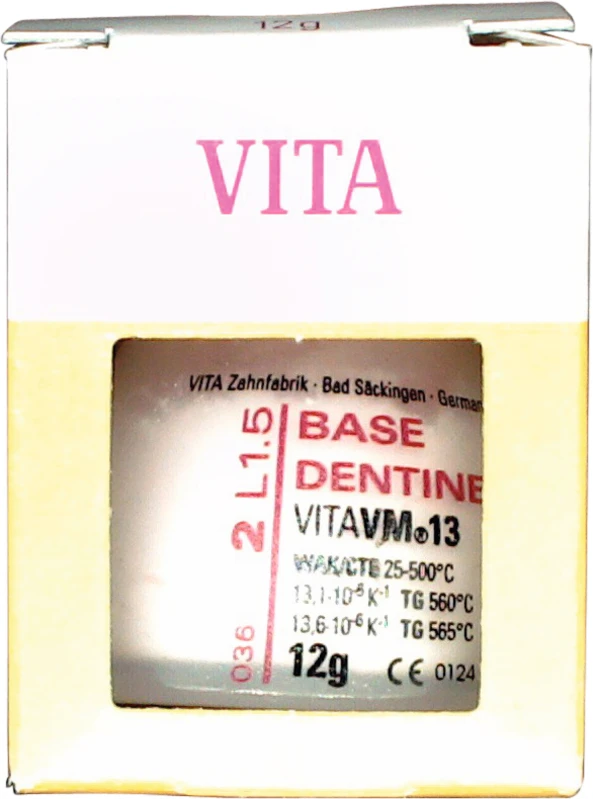 12g
VITA
VITA Zahnfabrik · Bad Säckingen · German
2 L1.5
036
BASE
DENTINE
VITAVM®13
WAK/CTE 25-500°C
13,1·10⁻⁶ K⁻¹ TG 560°C
13,6·10⁻⁶ K⁻¹ TG 565°C
12g CE 0124